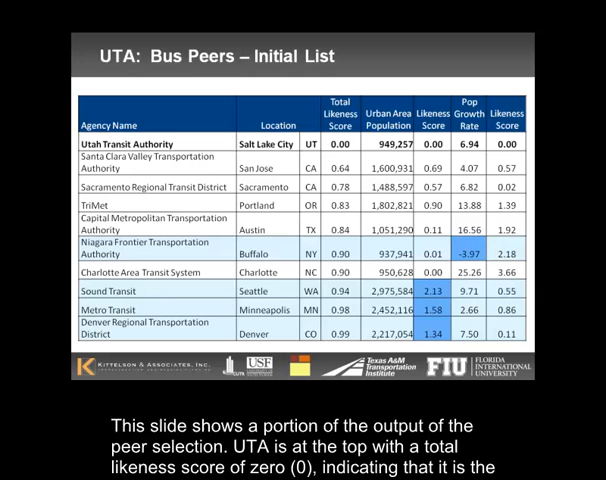 UTA: Bus Peers – Initial List
Agency Name Location Total Likeness Score Urban Area Population Likeness Score Pop Growth Rate Likeness Score
Utah Transit Authority Salt Lake City UT 0.00 949,257 0.00 6.94 0.00
Santa Clara Valley Transportation
Authority San Jose CA 0.64 1,600,931 0.69 4.07 0.57
Sacramento Regional Transit District Sacramento CA 0.78 1,488,597 0.57 6.82 0.02
TriMet Portland OR 0.83 1,802,821 0.90 13.88 1.39
Capital Metropolitan Transportation
Authority Austin TX 0.84 1,051,290 0.11 16.56 1.92
Niagara Frontier Transportation
Authority Buffalo NY 0.90 937,941 0.01 -3.97 2.18
Charlotte Area Transit System Charlotte NC 0.90 950,628 0.00 25.26 3.66
Sound Transit Seattle WA 0.94 2,975,584 2.13 9.71 0.55
Metro Transit Minneapolis MN 0.98 2,452,116 1.58 2.66 0.86
Denver Regional Transportation
District Denver CO 0.99 2,217,054 1.34 7.50 0.11
KITTELSON & ASSOCIATES, INC.
CUTR
USF
Texas A&M
Transportation
Institute
FIU
FLORIDA
INTERNATIONAL
UNIVERSITY
This slide shows a portion of the output of the
peer selection. UTA is at the top with a total
likeness score of zero (0), indicating that it is the